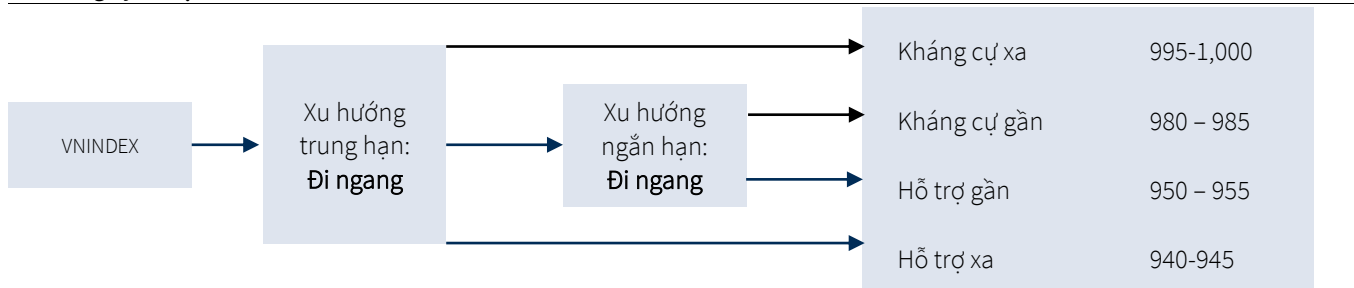 VNINDEX
Xu hướng
trung hạn:
Đi ngang
Xu hướng
ngắn hạn:
Đi ngang
Kháng cự xa 995-1,000
Kháng cự gần 980 – 985
Hỗ trợ gần 950 – 955
Hỗ trợ xa 940-945